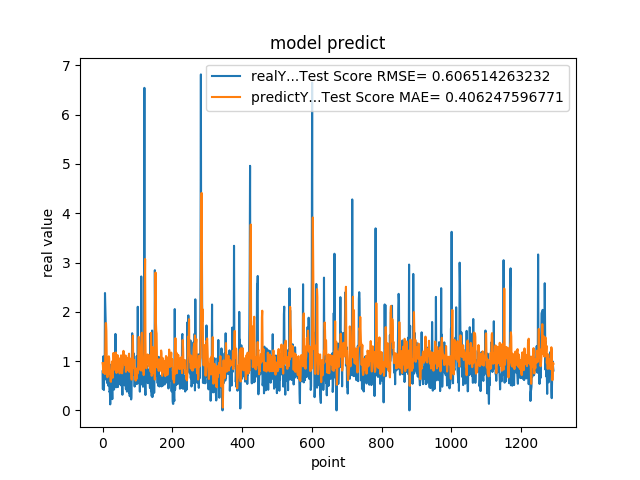 model predict
realY...Test Score RMSE= 0.606514263232
predictY...Test Score MAE= 0.406247596771
7
6
5
4
3
2
1
0
real value
0 200 400 600 800 1000 1200
point